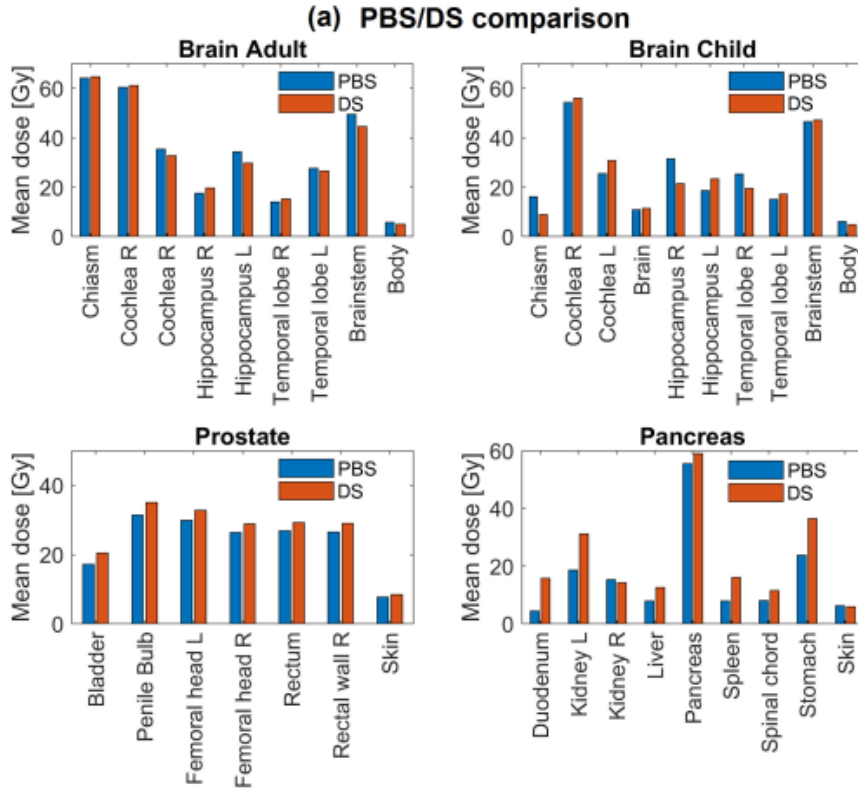 (a) PBS/DS comparison
Brain Adult
Mean dose [Gy]
60
40
20
0
PBS
DS
Chiasm
Cochlea R
Cochlea R
Hippocampus R
Hippocampus L
Temporal lobe R
Temporal lobe L
Brainstem
Body
Brain Child
Mean dose [Gy]
60
40
20
0
PBS
DS
Chiasm
Cochlea R
Cochlea L
Brain
Hippocampus R
Hippocampus L
Temporal lobe R
Temporal lobe L
Brainstem
Body
Prostate
Mean dose [Gy]
40
20
0
PBS
DS
Bladder
Penile Bulb
Femoral head L
Femoral head R
Rectum
Rectal wall R
Skin
Pancreas
Mean dose [Gy]
60
40
20
0
PBS
DS
Duodenum
Kidney L
Kidney R
Liver
Pancreas
Spleen
Spinal chord
Stomach
Skin